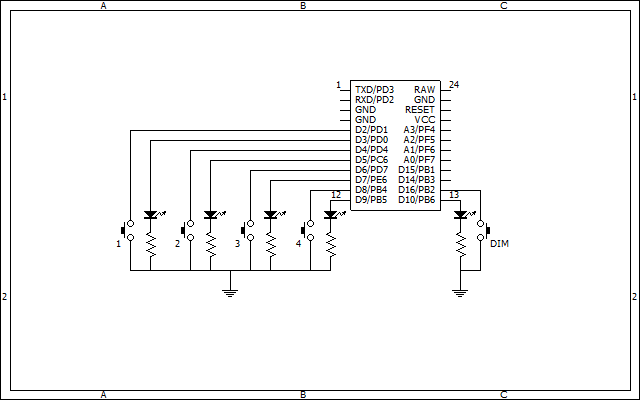 A B C
1 24
TXD/PD3 RAW
1 1
RXD/PD2 GND
GND RESET
GND VCC
D2/PD1 A3/PF4
D3/PD0 A2/PF5
D4/PD4 A1/PF6
D5/PC6 A0/PF7
D6/PD7 D15/PB1
D7/PE6 D14/PB3
D8/PB4 D16/PB2
12 13
D9/PB5 D10/PB6
1 2 3 4 DIM
2 2
A B C